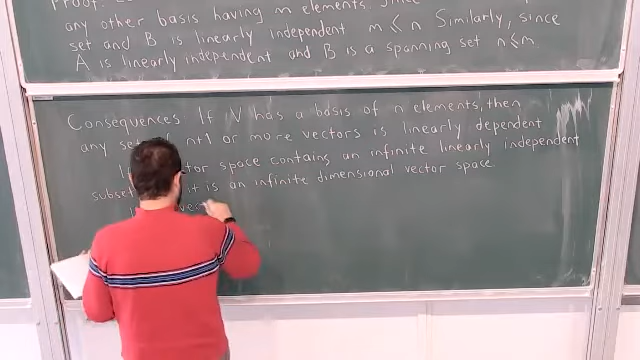 Proof:
any other basis having m elements. Since
set and B is linearly independent m ≤ n Similarly, since
A is linearly independent and B is a spanning set n ≤ m.
Consequences: If V has a basis of n elements, then
any set n+1 or more vectors is linearly dependent
space contains an infinite linearly independent
subset it is an infinite dimensional vector space